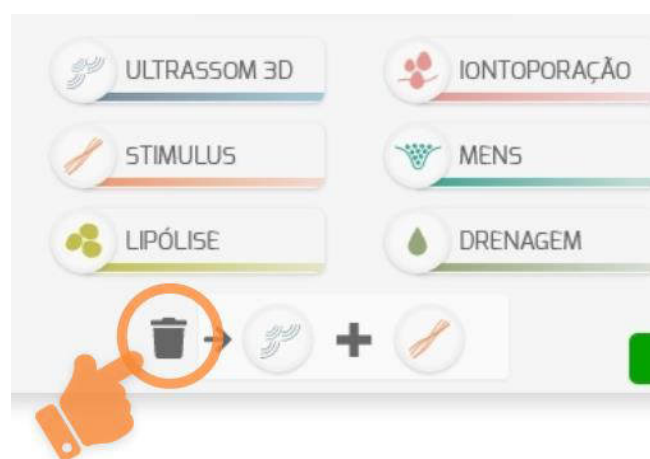 ULTRASSOM 3D
IONTOPORAÇÃO
STIMULUS
MENS
LIPÓLISE
DRENAGEM